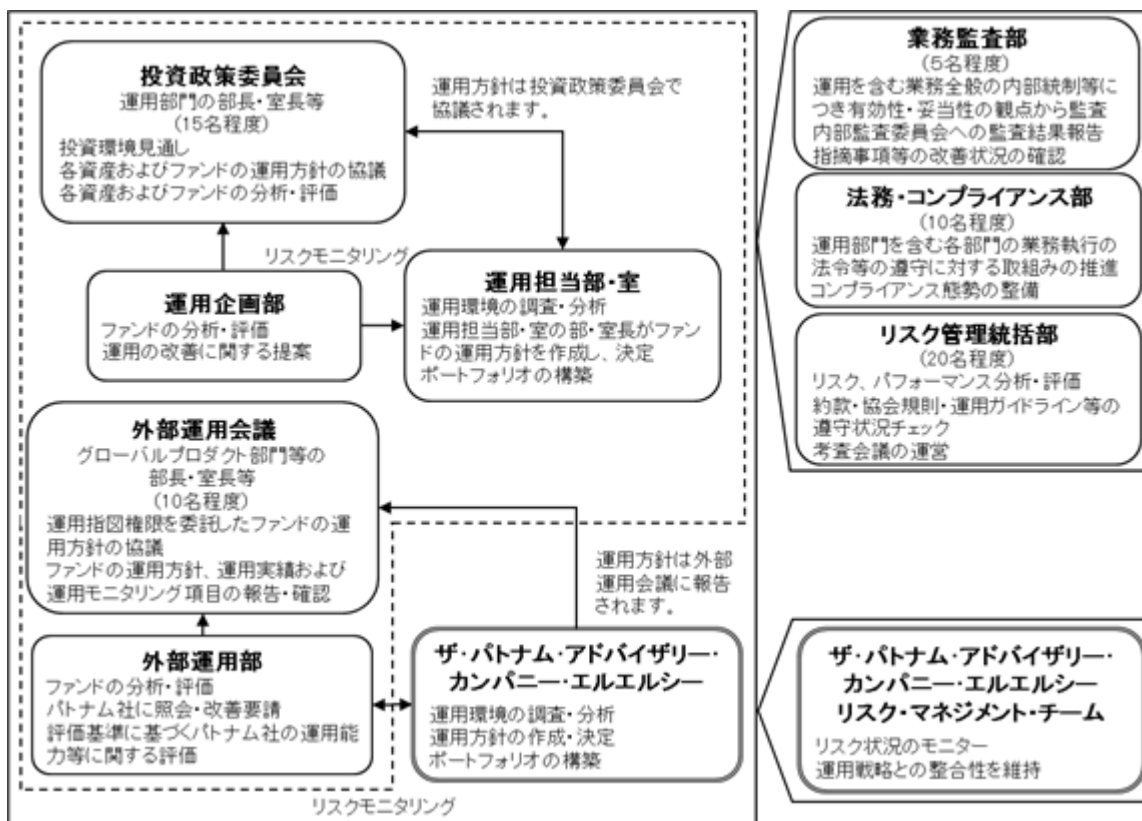 投資政策委員会
運用部門の部長・室長等
(15名程度)
投資環境見通し
各資産およびファンドの運用方針の協議
各資産およびファンドの分析・評価
運用方針は投資政策委員会で
協議されます。
リスクモニタリング
運用企画部
ファンドの分析・評価
運用の改善に関する提案
運用担当部・室
運用環境の調査・分析
運用担当部・室の部・室長がファン
ドの運用方針を作成し、決定
ポートフォリオの構築
外部運用会議
グローバルプロダクト部門等の
部長・室長等
(10名程度)
運用指図権限を委託したファンドの運
用方針の協議
ファンドの運用方針、運用実績および
運用モニタリング項目の報告・確認
運用方針は外部
運用会議に報告
されます。
外部運用部
ファンドの分析・評価
パトナム社に照会・改善要請
評価基準に基づくパトナム社の運用能
力等に関する評価
ザ・パトナム・アドバイザリー・
カンパニー・エルエルシー
運用環境の調査・分析
運用方針の作成・決定
ポートフォリオの構築
リスクモニタリング
業務監査部
(5名程度)
運用を含む業務全般の内部統制等に
つき有効性・妥当性の観点から監査
内部監査委員会への監査結果報告
指摘事項等の改善状況の確認
法務・コンプライアンス部
(10名程度)
運用部門を含む各部門の業務執行の
法令等の遵守に対する取組みの推進
コンプライアンス態勢の整備
リスク管理統括部
(20名程度)
リスク、パフォーマンス分析・評価
約款・協会規則・運用ガイドライン等の
遵守状況チェック
考査会議の運営
ザ・パトナム・アドバイザリー・
カンパニー・エルエルシー
リスク・マネジメント・チーム
リスク状況のモニター
運用戦略との整合性を維持